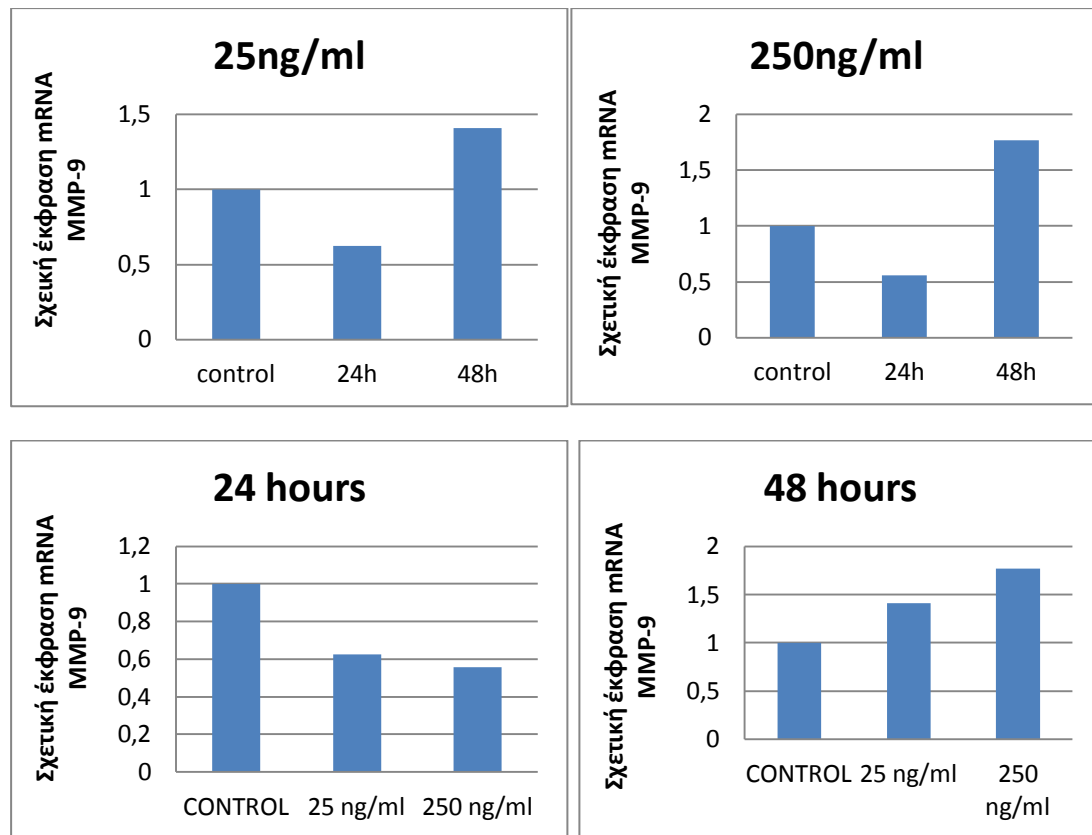 25ng/ml
Σχεική έκφραση mRNA
MMP-9
1,5
1
0,5
0
control 24h 48h
250ng/ml
Σχετική έκφραση mRNA
MMP-9
2
1,5
1
0,5
0
control 24h 48h
24 hours
Σχετική έκφραση mRNA
MMP-9
1,2
1
0,8
0,6
0,4
0,2
0
CONTROL 25 ng/ml 250 ng/ml
48 hours
Σχετική έκφραση mRNA
MMP-9
2
1,5
1
0,5
0
CONTROL 25 ng/ml 250
ng/ml